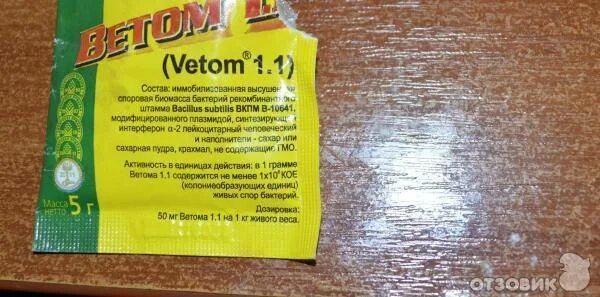 ВЕТОМ 1.1
(Vetom® 1.1)
Состав: иммобилизованная высушенная
споровая биомасса бактерий рекомбинантного
штамма Bacillus subtilis ВКПМ В-10641,
модифицированного плазмидой, синтезирующей
интерферон α-2 лейкоцитарный человеческий
и наполнители - сахар или
сахарная пудра, крахмал, не содержащие ГМО.
Активность в единицах действия: в 1 грамме
Ветома 1.1 содержится не менее 1x10⁶ КОЕ
(колониеобразующих единиц)
живых спор бактерий.
Дозировка:
50 мг Ветома 1.1 на 1 кг живого веса.
Масса
нетто 5 г
ОТЗОВИК